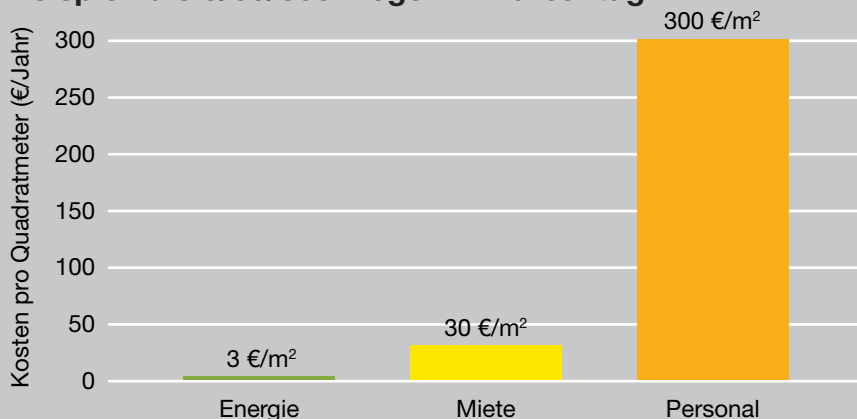 300 €/m²
300
250
200
150
100
50
0
Kosten pro Quadratmeter (€/Jahr)
30 €/m²
3 €/m²
Energie Miete Personal